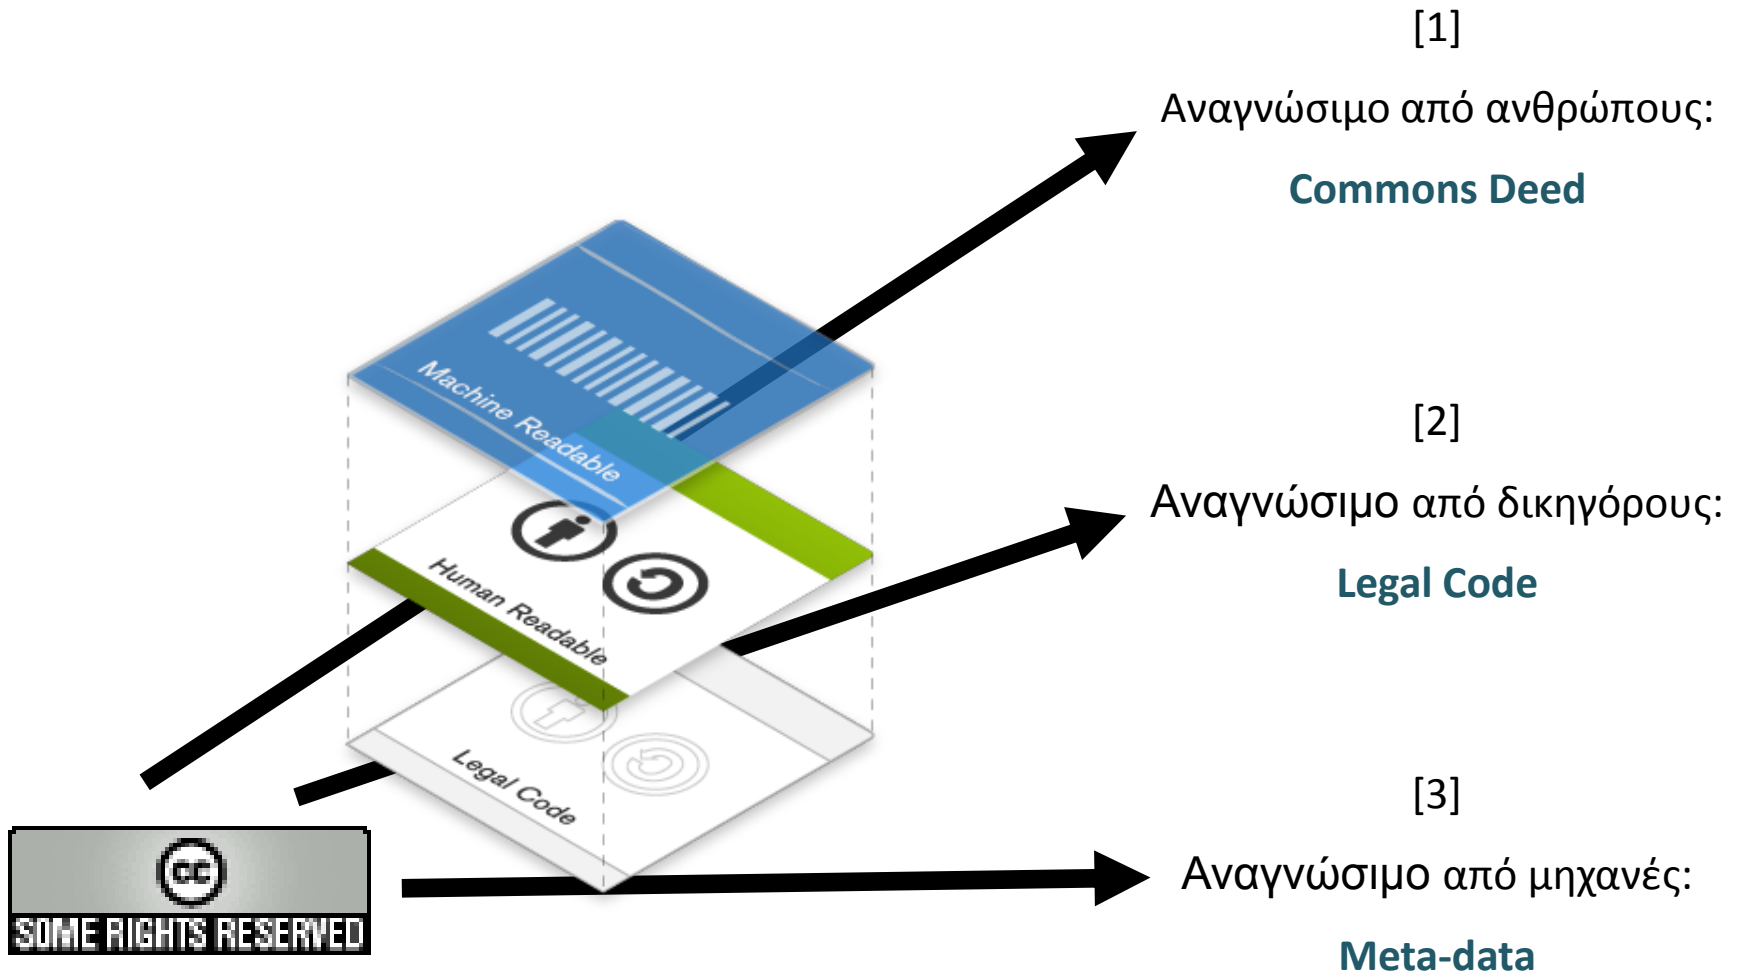 [1]
Αναγνώσιμο από ανθρώπους:
Commons Deed
Machine Readable
[2]
Αναγνώσιμο από δικηγόρους:
Legal Code
Human Readable
Legal Code
[3]
Αναγνώσιμο από μηχανές:
Meta-data
cc
SOME RIGHTS RESERVED